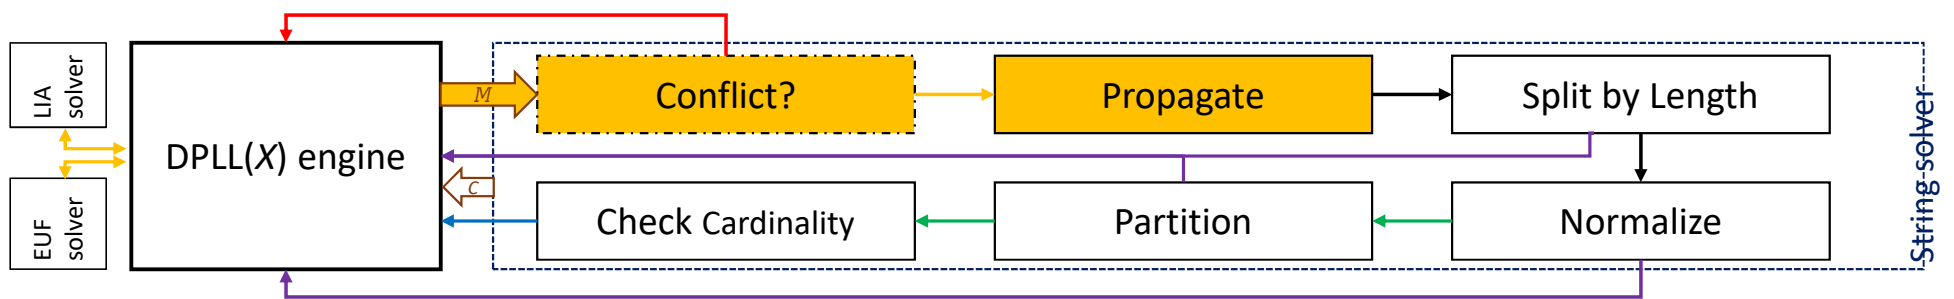 LIA
solver
EUF
solver
DPLL(X) engine
M
C
Conflict?
Propagate
Split by Length
Check Cardinality
Partition
Normalize
String solver